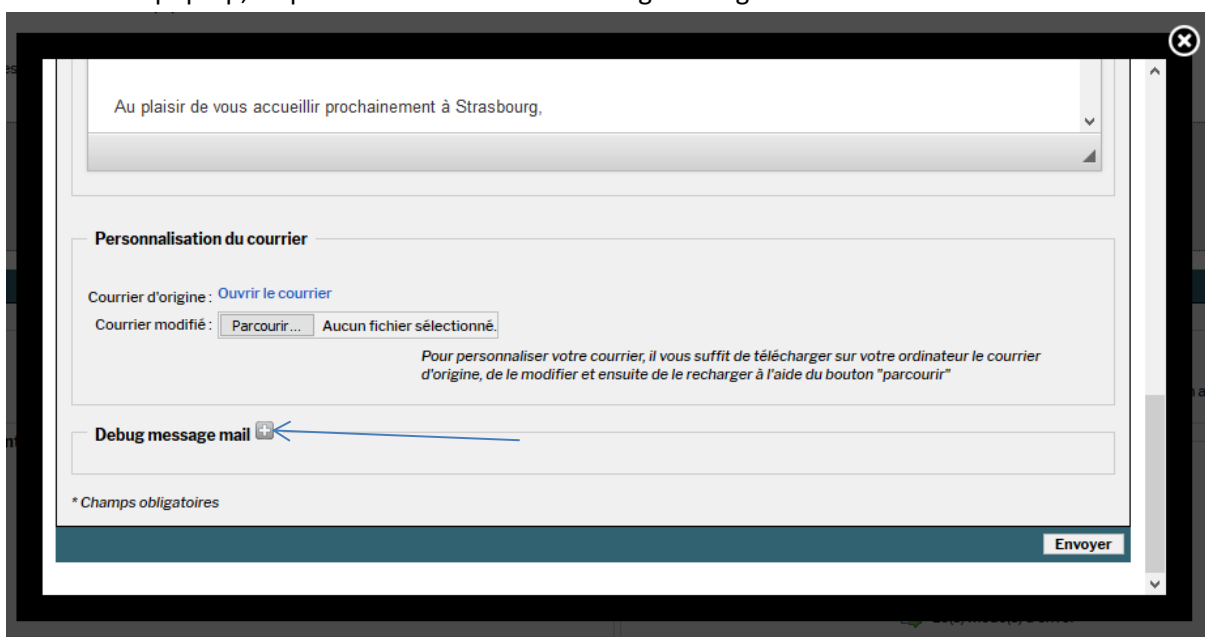 Au plaisir de vous accueillir prochainement à Strasbourg,
Personnalisation du courrier
Courrier d'origine : Ouvrir le courrier
Courrier modifié : Parcourir... Aucun fichier sélectionné.
Pour personnaliser votre courrier, il vous suffit de télécharger sur votre ordinateur le courrier
d'origine, de le modifier et ensuite de le recharger à l'aide du bouton "parcourir"
Debug message mail
* Champs obligatoires
Envoyer